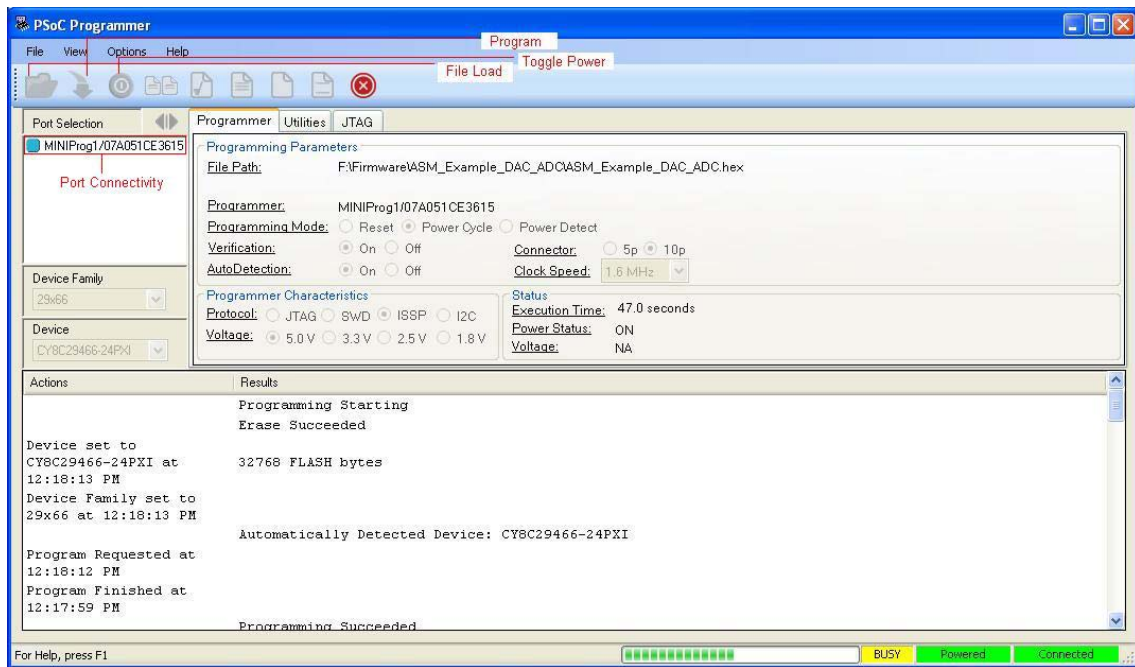 PSoC Programmer
File View Options Help
Program
Toggle Power
File Load
Port Selection
Programmer Utilities JTAG
MINIProg1/07A051CE3615
Port Connectivity
Programming Parameters
File Path: F:\Firmware\ASM_Example_DAC_ADC\ASM_Example_DAC_ADC.hex
Programmer: MINIProg1/07A051CE3615
Programming Mode: Reset Power Cycle Power Detect
Verification: On Off Connector: 5p 10p
AutoDetection: On Off Clock Speed: 1.6 MHz
Device Family
29x66
Device
CY8C29466-24PXI
Programmer Characteristics
Protocol: JTAG SWD ISSP I2C
Voltage: 5.0 V 3.3 V 2.5 V 1.8 V
Status
Execution Time: 47.0 seconds
Power Status: ON
Voltage: NA
Actions Results
Programming Starting
Erase Succeeded
Device set to
CY8C29466-24PXI at 32768 FLASH bytes
12:18:13 PM
Device Family set to
29x66 at 12:18:13 PM
Automatically Detected Device: CY8C29466-24PXI
Program Requested at
12:18:12 PM
Program Finished at
12:17:59 PM
Programming Succeeded
For Help, press F1 BUSY Powered Connected